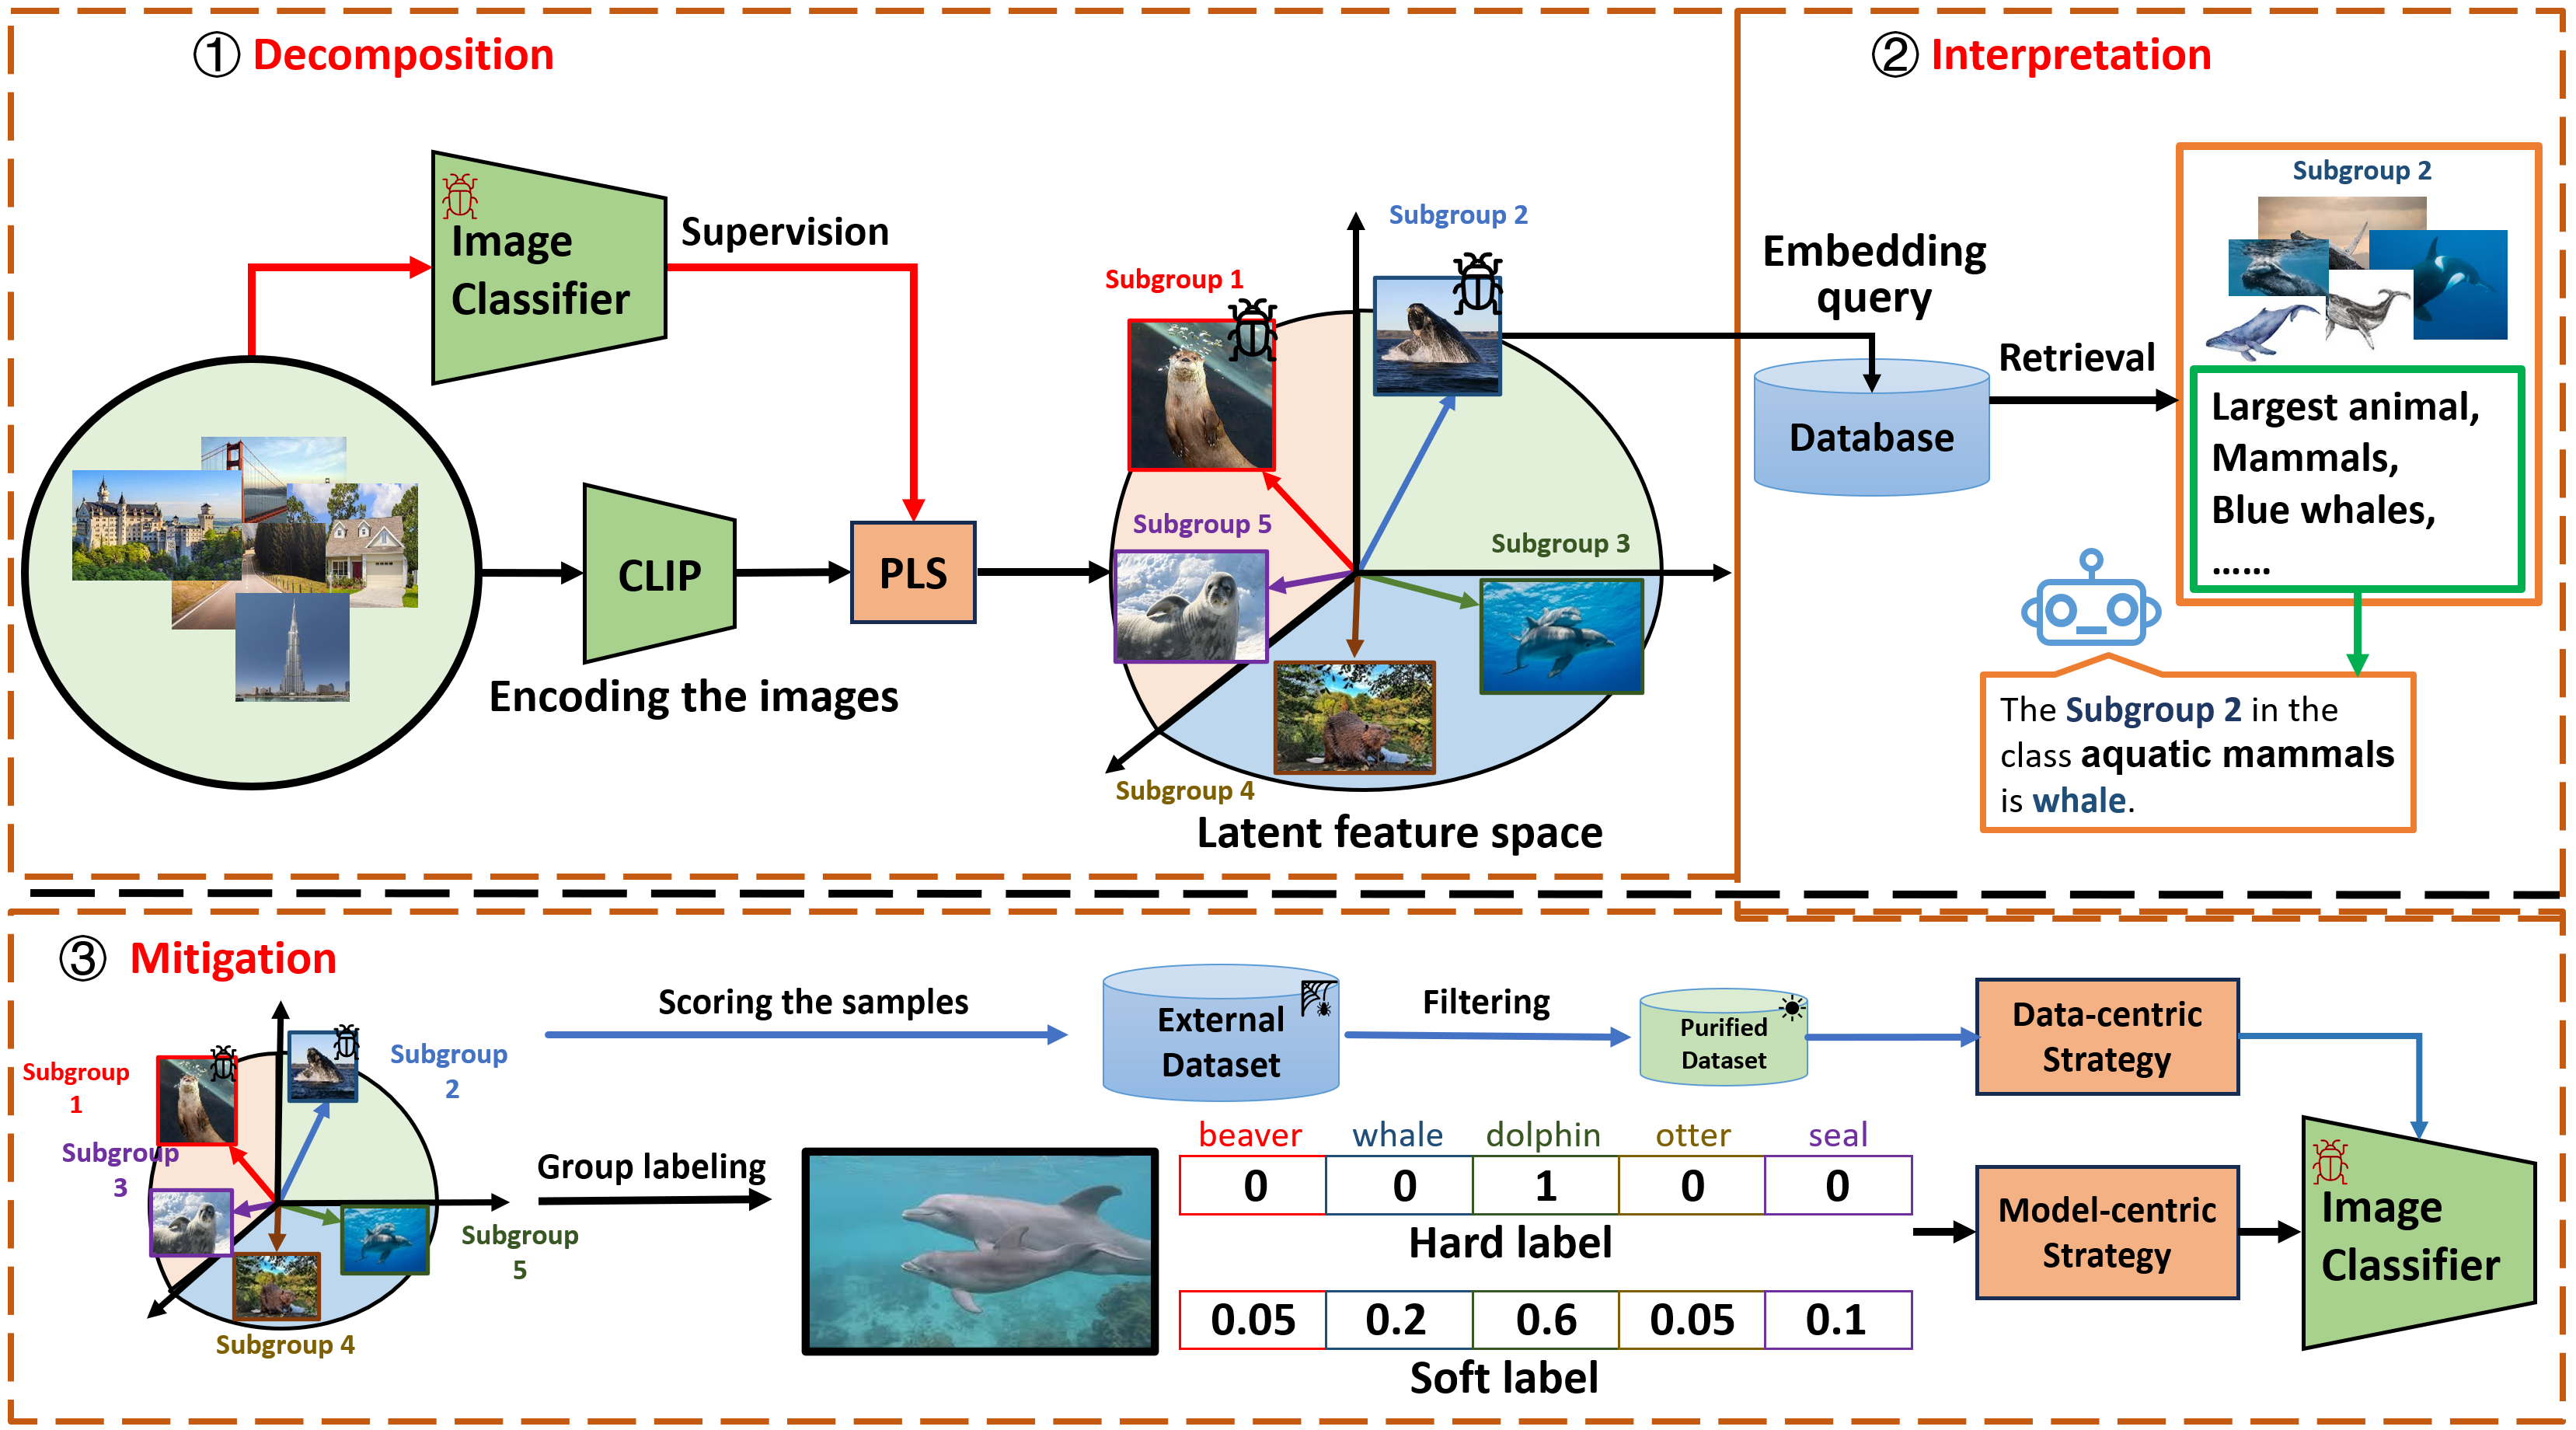 ① Decomposition
Image
Classifier
Supervision
CLIP
PLS
Encoding the images
Subgroup 1
Subgroup 2
Subgroup 5
Subgroup 3
Subgroup 4
Latent feature space
② Interpretation
Embedding
query
Database
Retrieval
Subgroup 2
Largest animal,
Mammals,
Blue whales,
……
The Subgroup 2 in the
class aquatic mammals
is whale.
③ Mitigation
Subgroup
1
Subgroup
2
Subgroup
3
Subgroup
5
Subgroup 4
Scoring the samples
External
Dataset
Filtering
Purified
Dataset
Data-centric
Strategy
Group labeling
beaver whale dolphin otter seal
0 0 1 0 0
Hard label
0.05 0.2 0.6 0.05 0.1
Soft label
Model-centric
Strategy
Image
Classifier